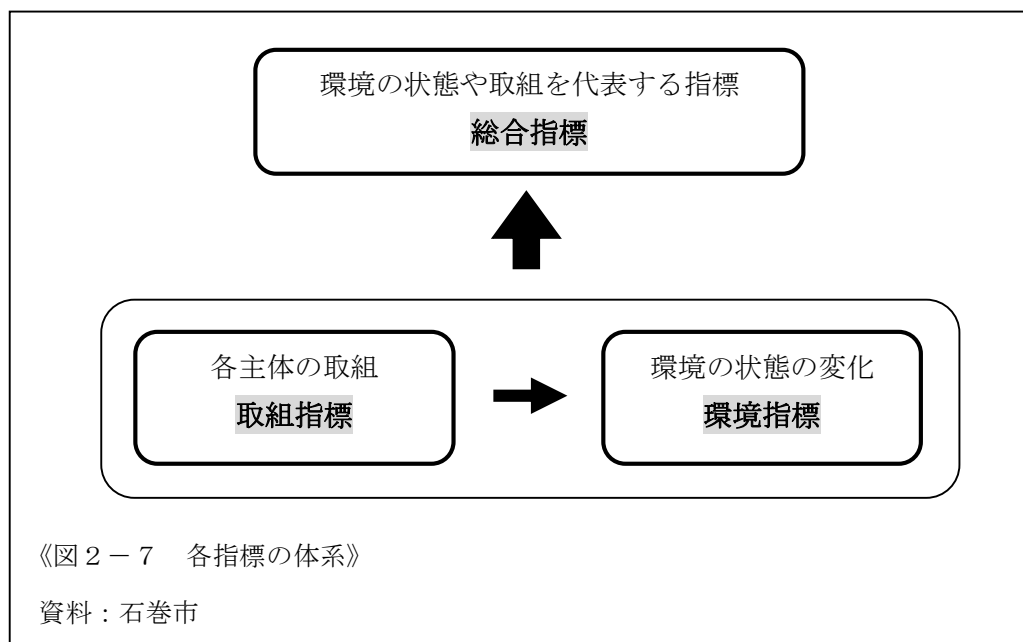 環境の状態や取組を代表する指標
総合指標
各主体の取組
取組指標
環境の状態の変化
環境指標
《図2-7 各指標の体系》
資料:石巻市